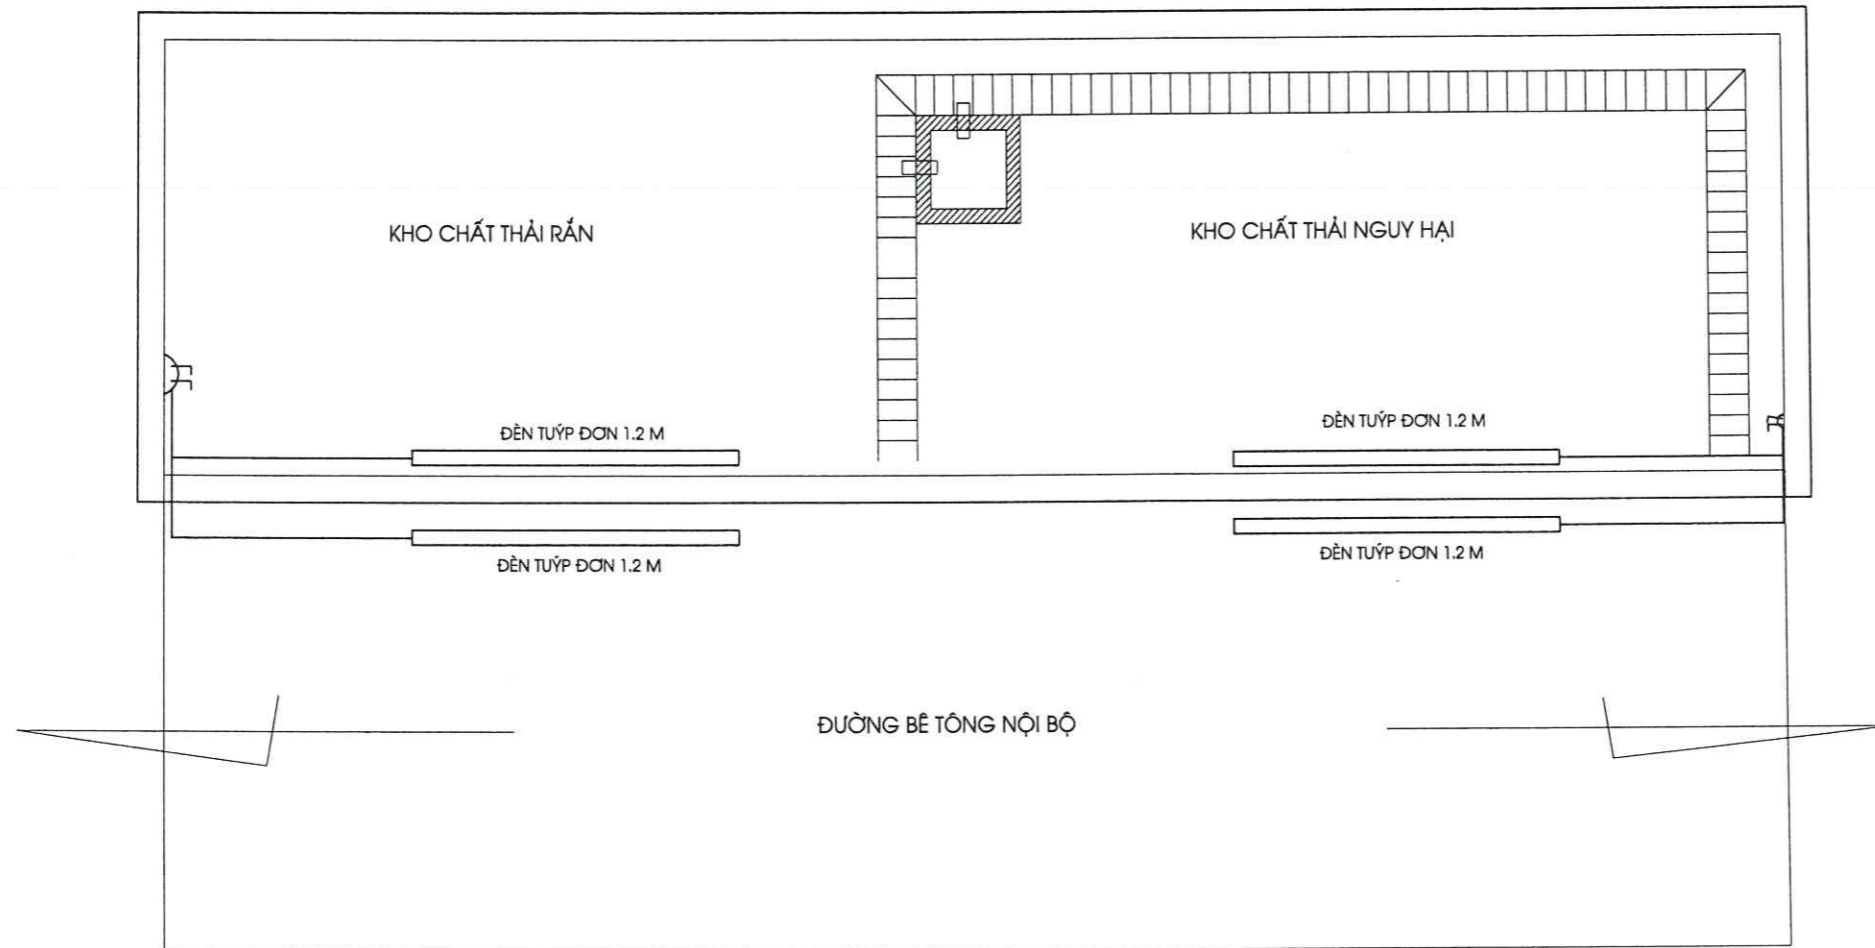 KHO CHẤT THẢI RẮN
KHO CHẤT THẢI NGUY HẠI
ĐÈN TUÝP ĐƠN 1.2 M
ĐÈN TUÝP ĐƠN 1.2 M
ĐÈN TUÝP ĐƠN 1.2 M
ĐÈN TUÝP ĐƠN 1.2 M
ĐƯỜNG BÊ TÔNG NỘI BỘ